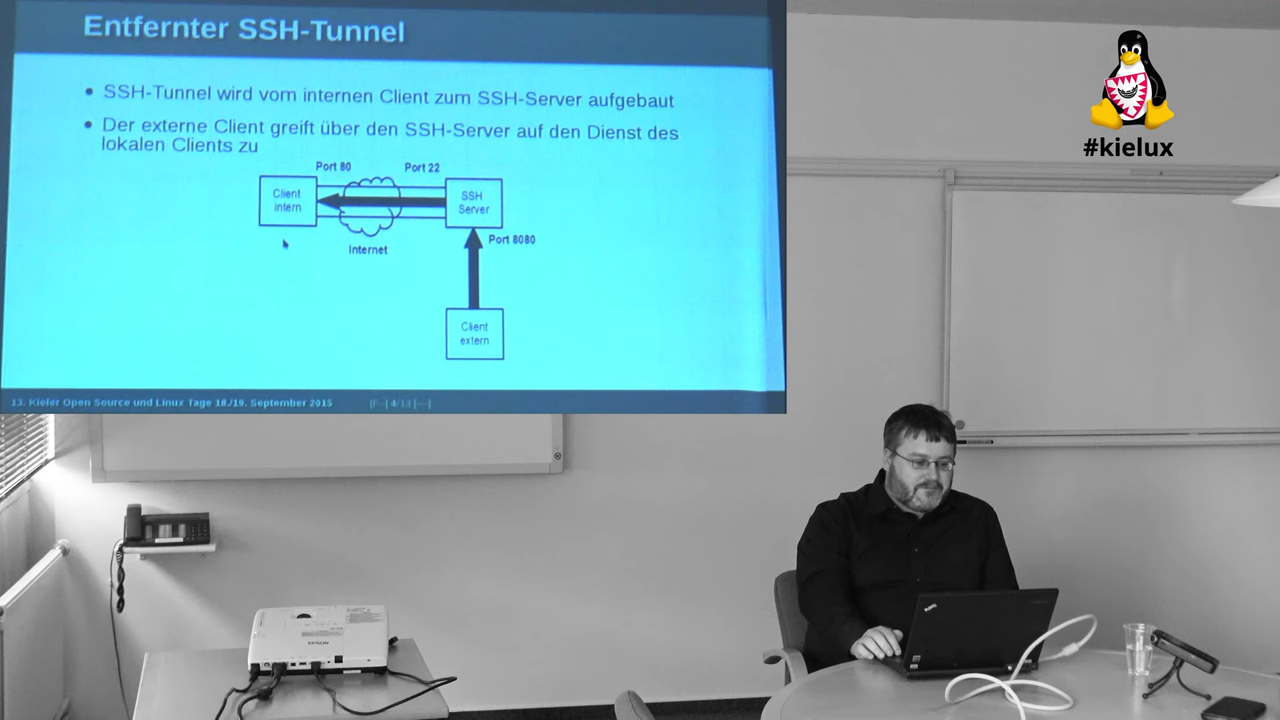 Entfernter SSH-Tunnel
• SSH-Tunnel wird vom internen Client zum SSH-Server aufgebaut
• Der externe Client greift über den SSH-Server auf den Dienst des
lokalen Clients zu
Port 80
Port 22
Client
intern
SSH
Server
Internet
Port 8080
Client
extern
13. Kieler Open Source und Linux Tage 18./19. September 2015
#kielux
EPSON
ThinkPad